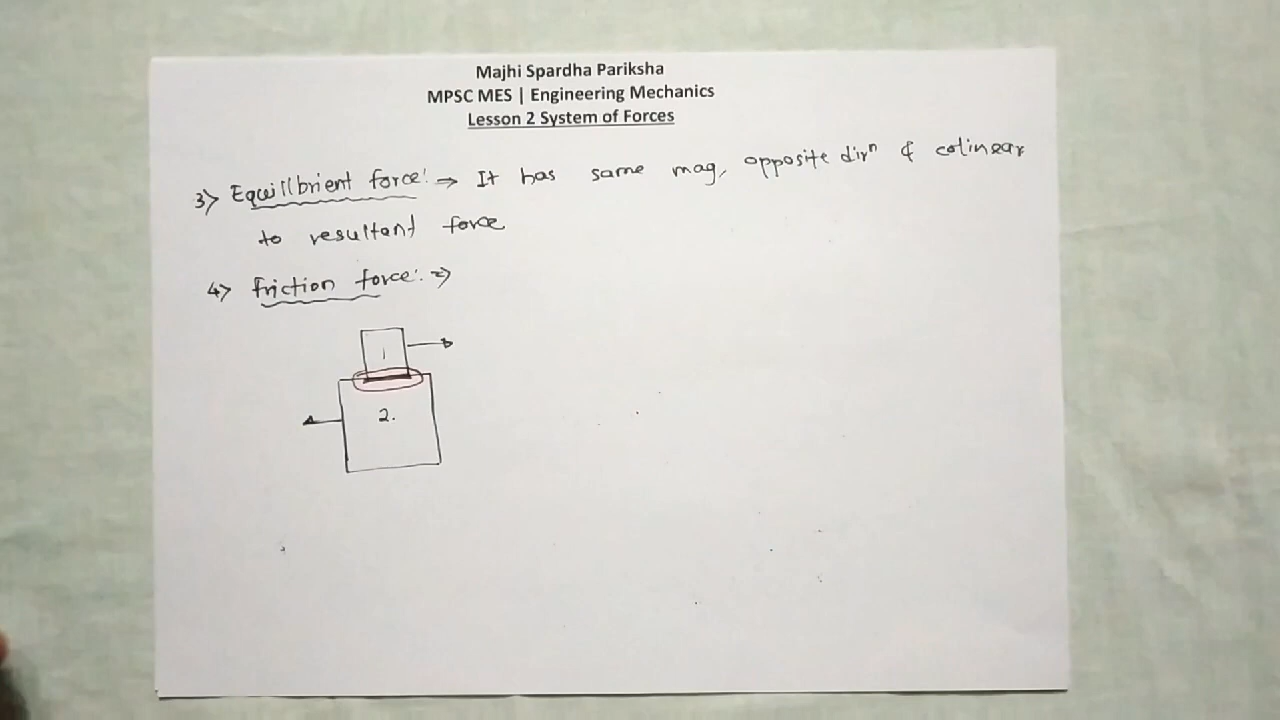 Majhi Spardha Pariksha
MPSC MES | Engineering Mechanics
Lesson 2 System of Forces
3) Equillbrient force: → It has same mag, opposite dirⁿ & colinear
to resultant force
4) friction force: ⇒
1
2.